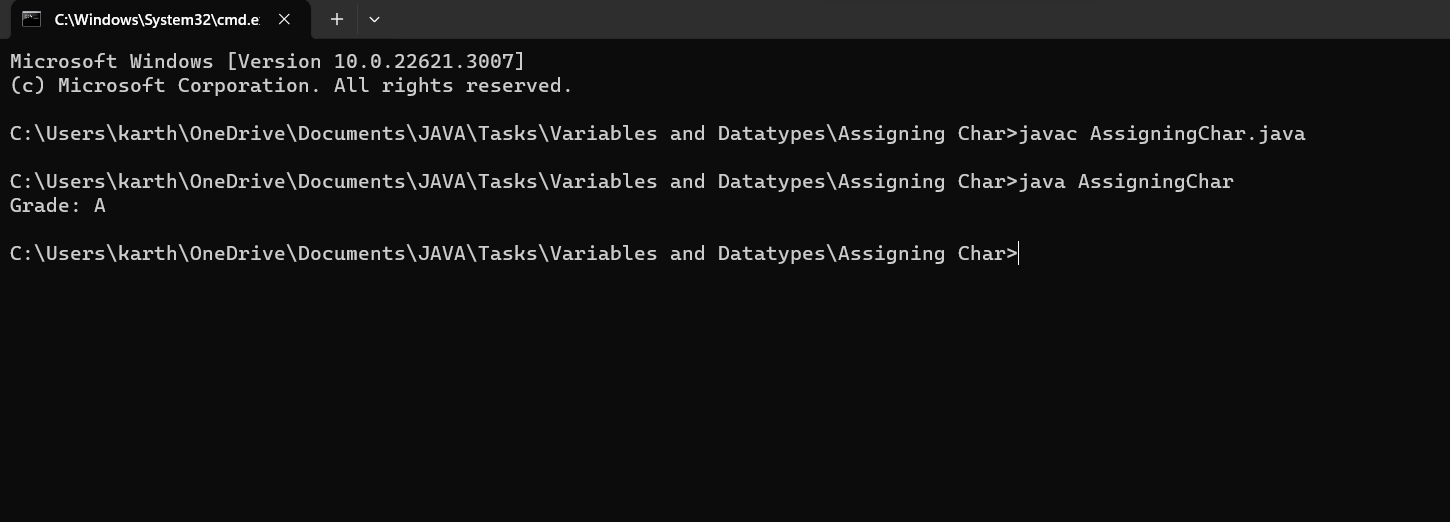 C:\Windows\System32\cmd.e
Microsoft Windows [Version 10.0.22621.3007]
(c) Microsoft Corporation. All rights reserved.
C:\Users\karth\OneDrive\Documents\JAVA\Tasks\Variables and Datatypes\Assigning Char>javac AssigningChar.java
C:\Users\karth\OneDrive\Documents\JAVA\Tasks\Variables and Datatypes\Assigning Char>java AssigningChar
Grade: A
C:\Users\karth\OneDrive\Documents\JAVA\Tasks\Variables and Datatypes\Assigning Char>